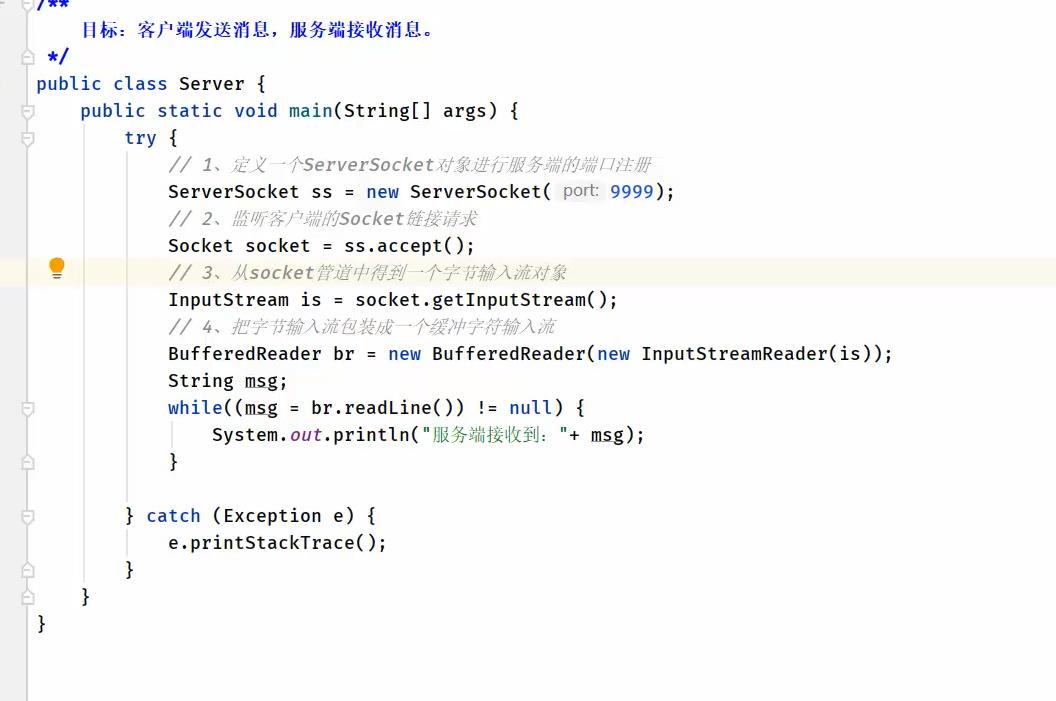 /**
目标：客户端发送消息，服务端接收消息。
*/
public class Server {
public static void main(String[] args) {
try {
// 1、定义一个ServerSocket对象进行服务端的端口注册
ServerSocket ss = new ServerSocket( port: 9999);
// 2、监听客户端的Socket链接请求
Socket socket = ss.accept();
// 3、从socket管道中得到一个字节输入流对象
InputStream is = socket.getInputStream();
// 4、把字节输入流包装成一个缓冲字符输入流
BufferedReader br = new BufferedReader(new InputStreamReader(is));
String msg;
while((msg = br.readLine()) != null) {
System.out.println("服务端接收到："+ msg);
}
} catch (Exception e) {
e.printStackTrace();
}
}
}